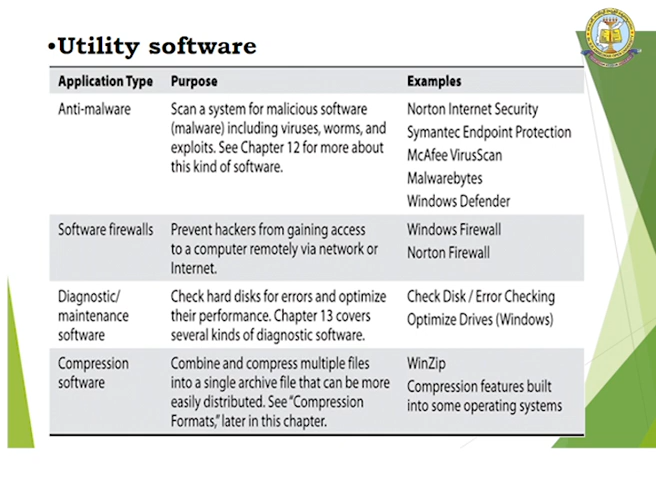 •Utility software
Application Type Purpose Examples
Anti-malware
Scan a system for malicious software
(malware) including viruses, worms, and
exploits. See Chapter 12 for more about
this kind of software.
Norton Internet Security
Symantec Endpoint Protection
McAfee VirusScan
Malwarebytes
Windows Defender
Software firewalls
Prevent hackers from gaining access
to a computer remotely via network or
Internet.
Windows Firewall
Norton Firewall
Diagnostic/
maintenance
software
Check hard disks for errors and optimize
their performance. Chapter 13 covers
several kinds of diagnostic software.
Check Disk / Error Checking
Optimize Drives (Windows)
Compression
software
Combine and compress multiple files
into a single archive file that can be more
easily distributed. See “Compression
Formats,” later in this chapter.
WinZip
Compression features built
into some operating systems